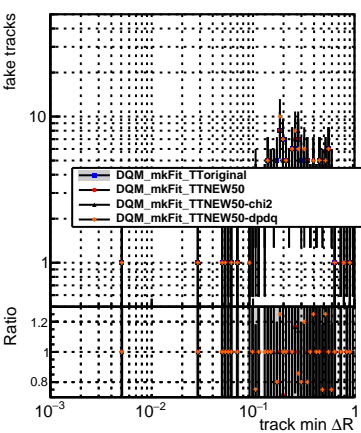 fake tracks
10
DQM_mkFit_TToriginal
DQM_mkFit_TTNEW50
DQM_mkFit_TTNEW50-chi2
DQM_mkFit_TTNEW50-dpdq
1
Ratio
1.2
1
0.8
10⁻³ 10⁻² 10⁻¹ 1
track min ΔR